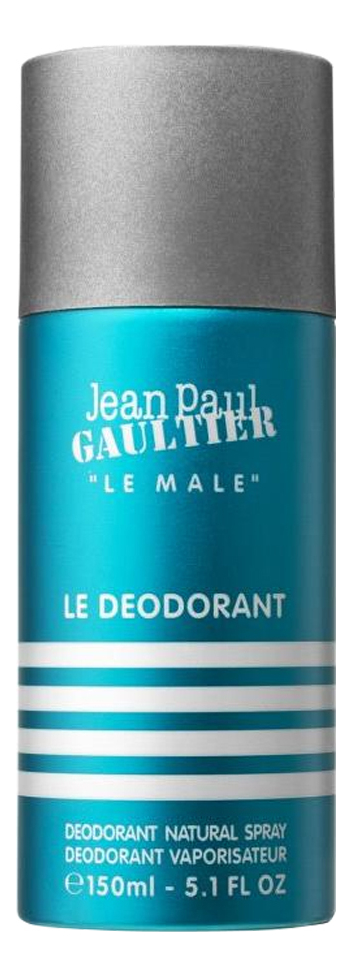 Jean Paul
GAULTIER
"LE MALE"
LE DEODORANT
DEODORANT NATURAL SPRAY
DEODORANT VAPORISATEUR
℮150ml - 5.1 FL OZ